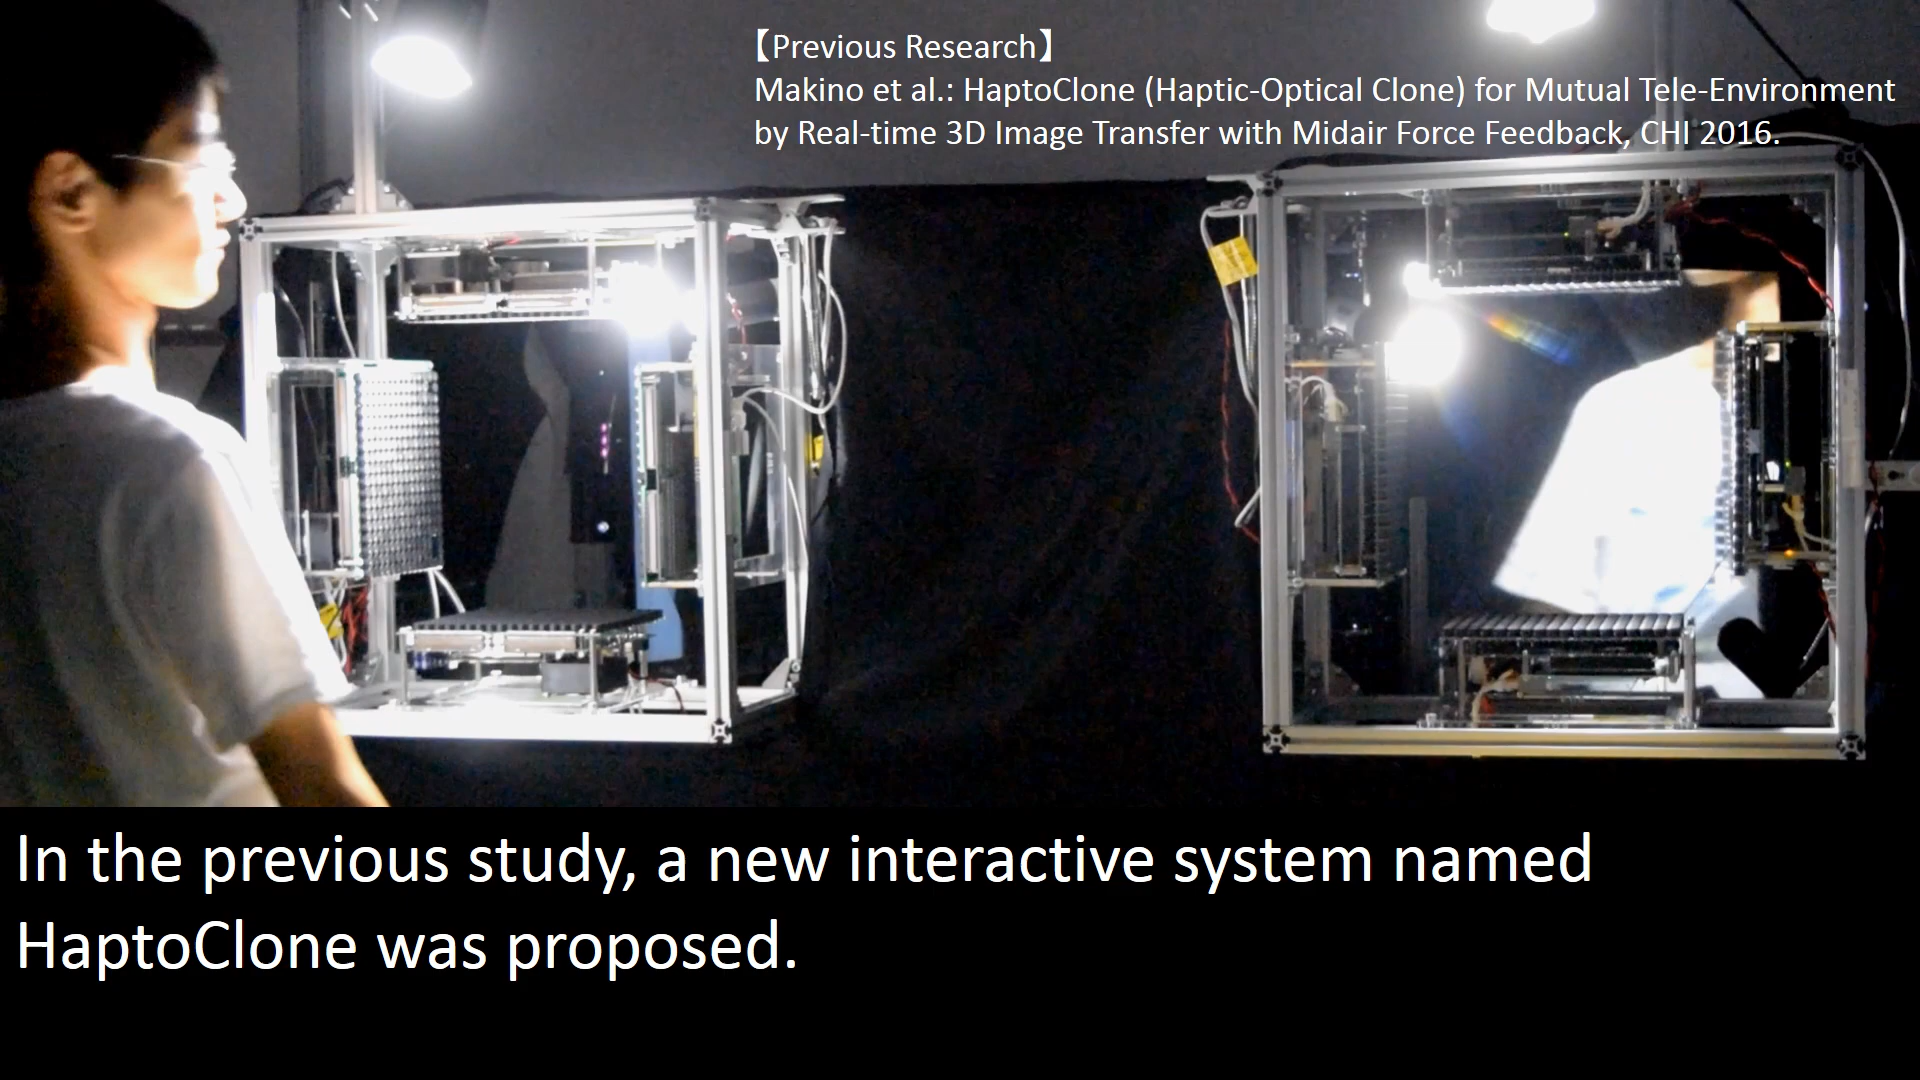 【Previous Research】
Makino et al.: HaptoClone (Haptic-Optical Clone) for Mutual Tele-Environment
by Real-time 3D Image Transfer with Midair Force Feedback, CHI 2016.
In the previous study, a new interactive system named
HaptoClone was proposed.